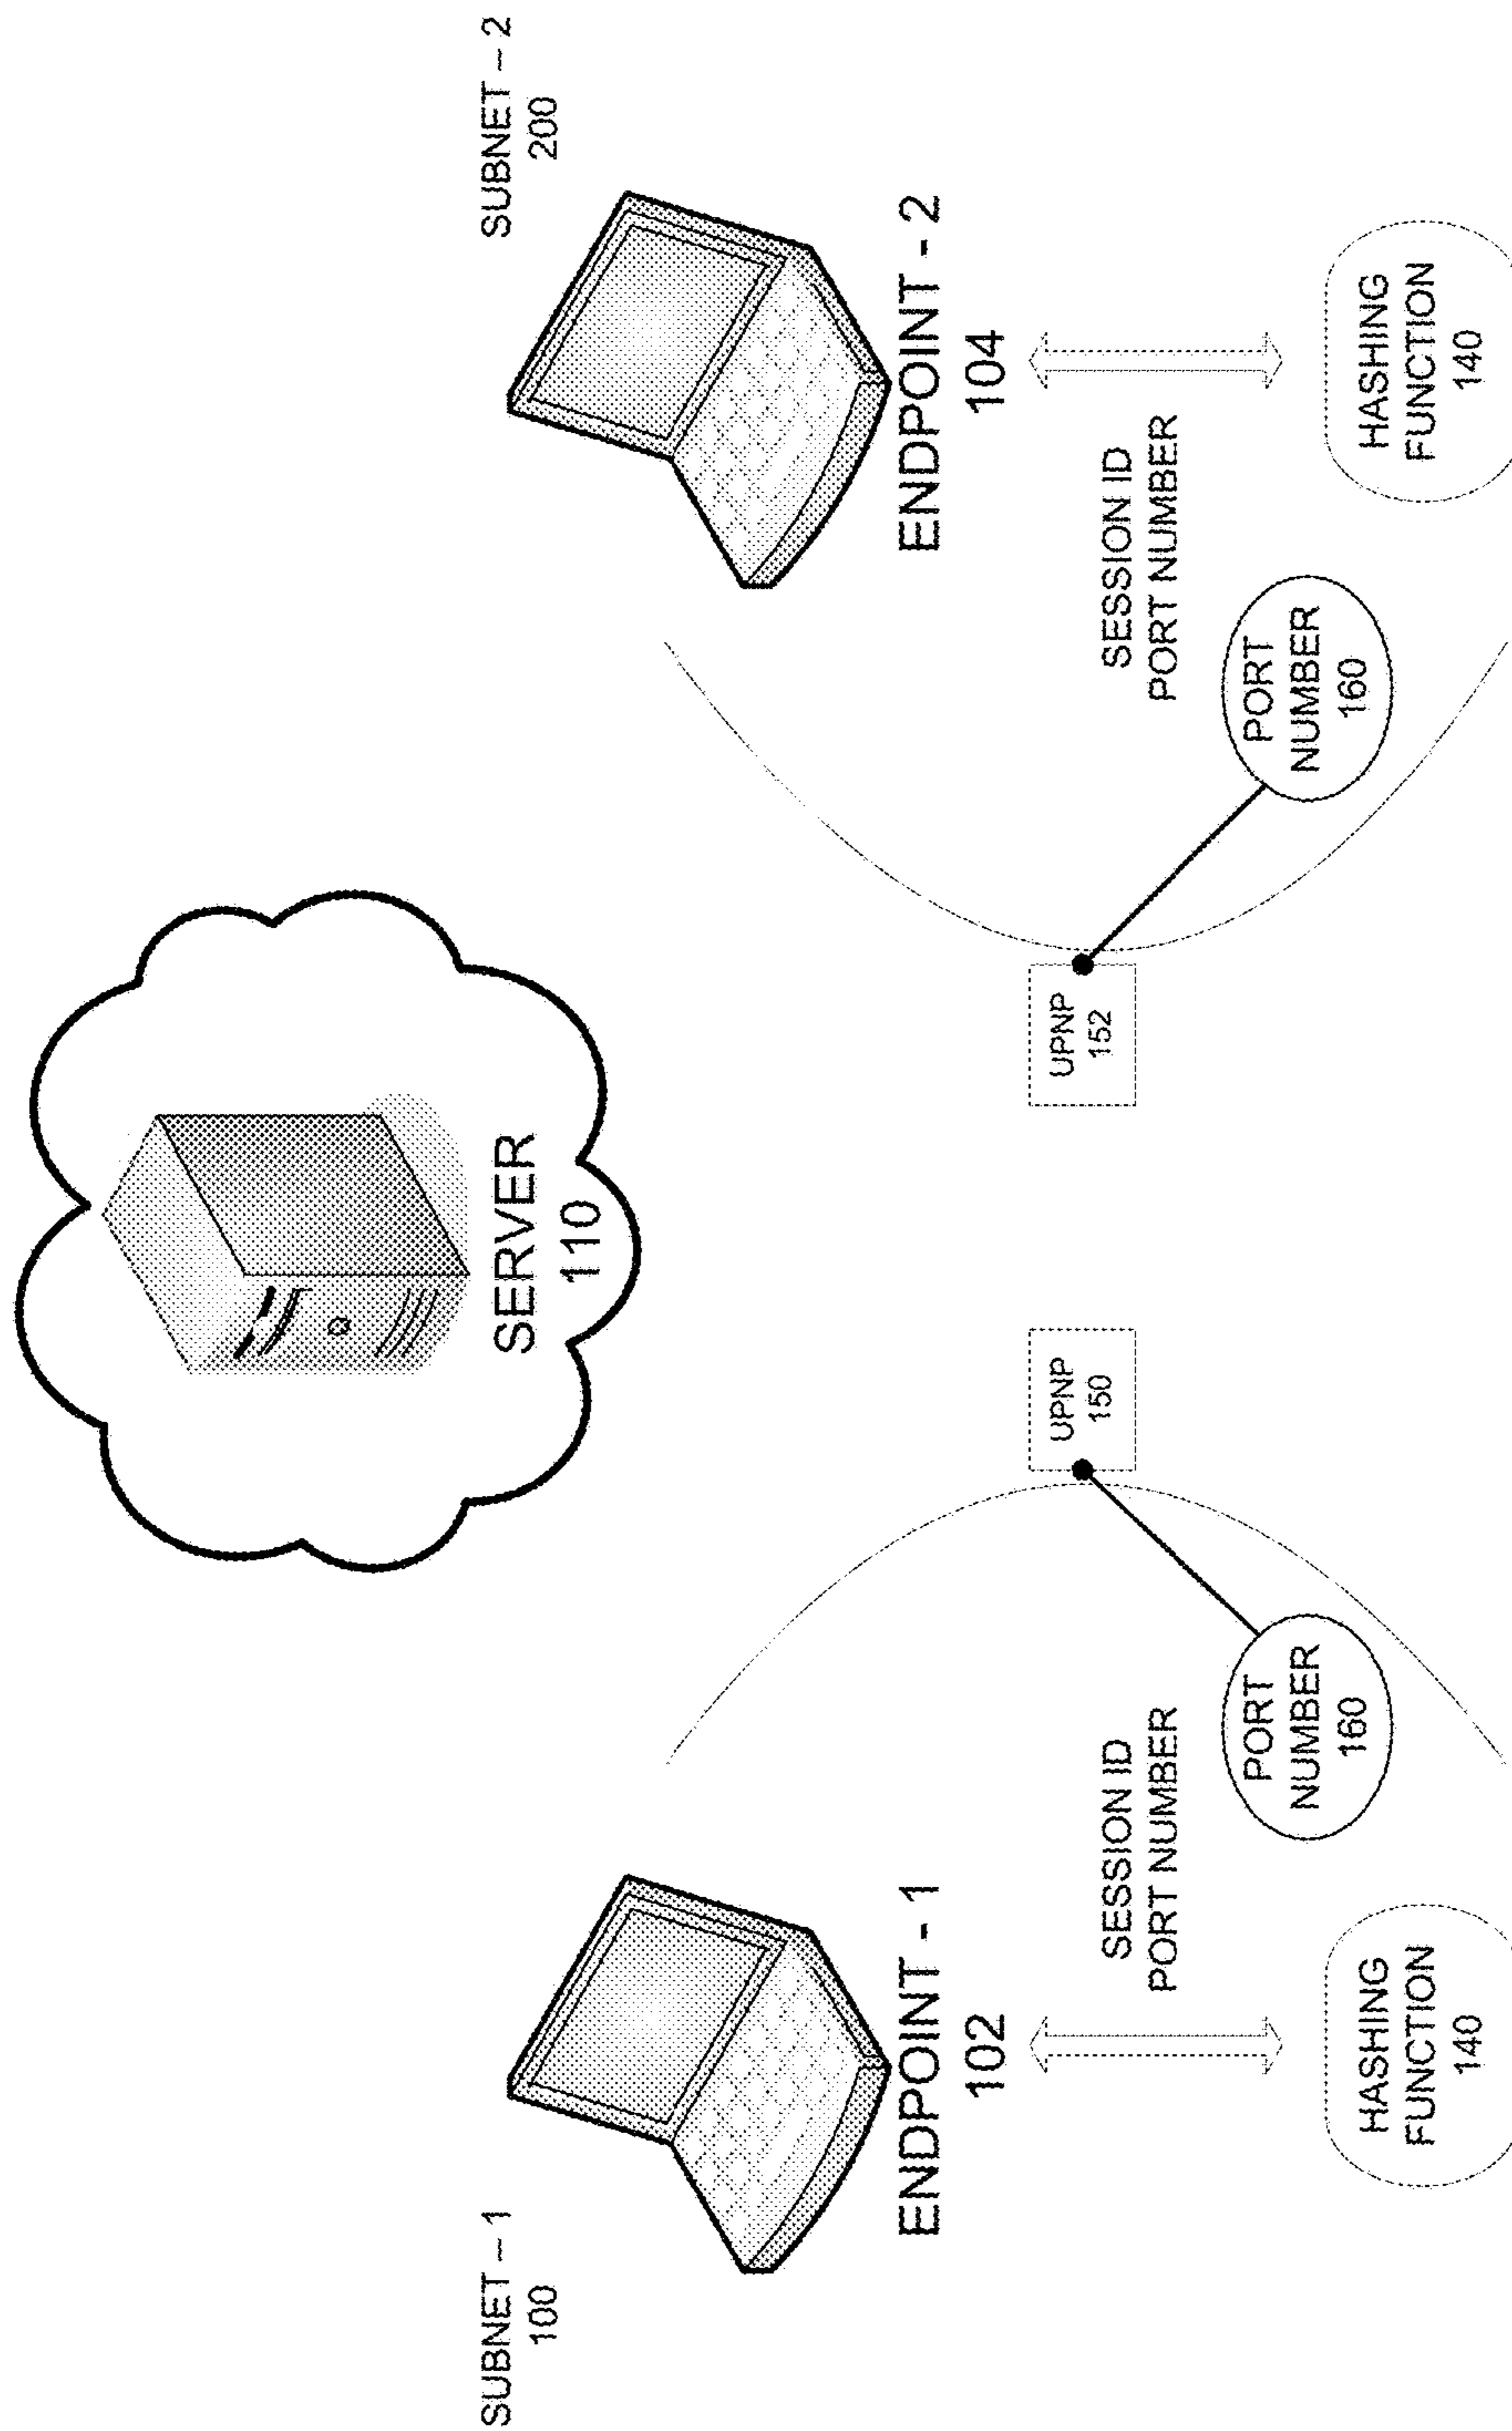 SUBNET – 1
100
SERVER
110
SUBNET – 2
200
ENDPOINT - 1
102
ENDPOINT - 2
104
SESSION ID
PORT NUMBER
UPNP
150
UPNP
152
SESSION ID
PORT NUMBER
PORT
NUMBER
160
PORT
NUMBER
160
HASHING
FUNCTION
140
HASHING
FUNCTION
140